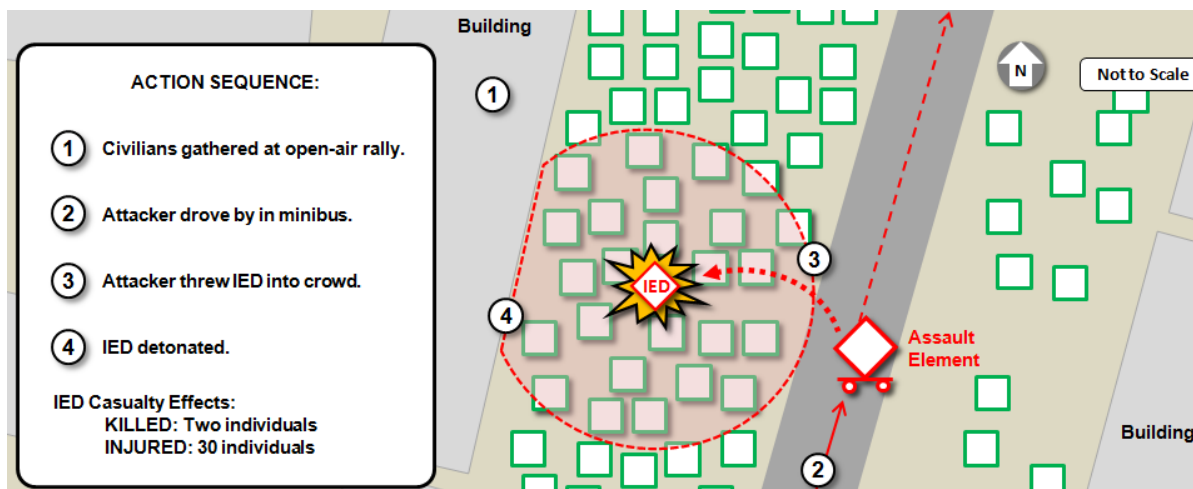 ACTION SEQUENCE:
1 Civilians gathered at open-air rally.
2 Attacker drove by in minibus.
3 Attacker threw IED into crowd.
4 IED detonated.
IED Casualty Effects:
KILLED: Two individuals
INJURED: 30 individuals
Building
1
N
Not to Scale
3
IED
4
Assault
Element
Building
2